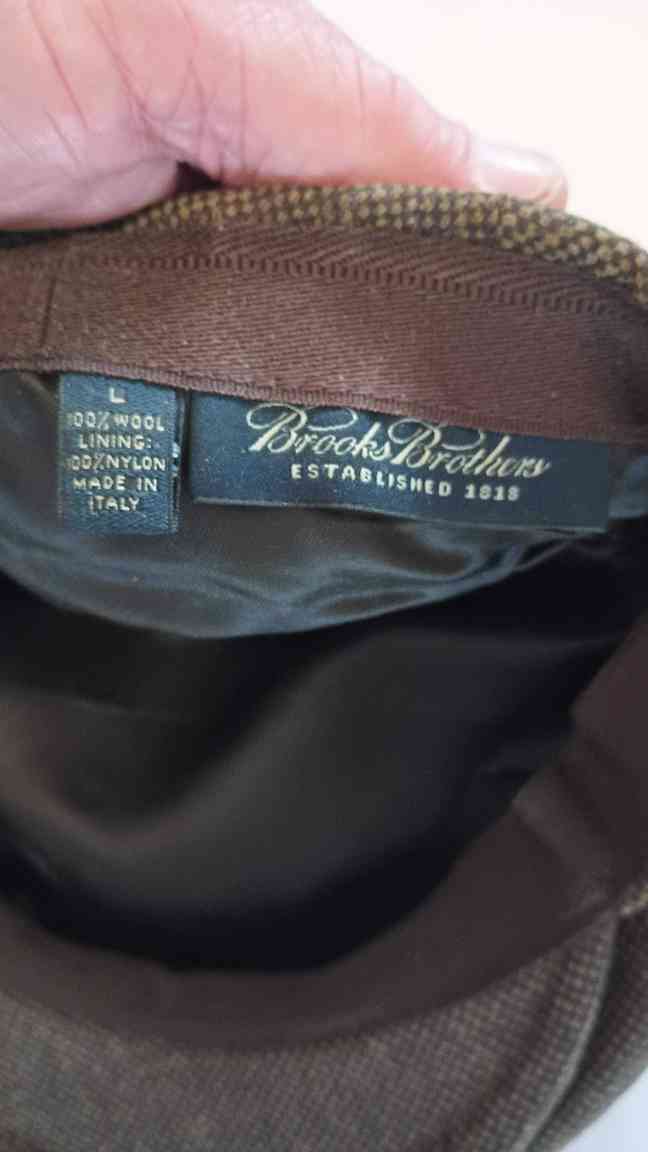 L
100% WOOL
LINING:
100% NYLON
MADE IN
ITALY
Brooks Brothers
ESTABLISHED 1818